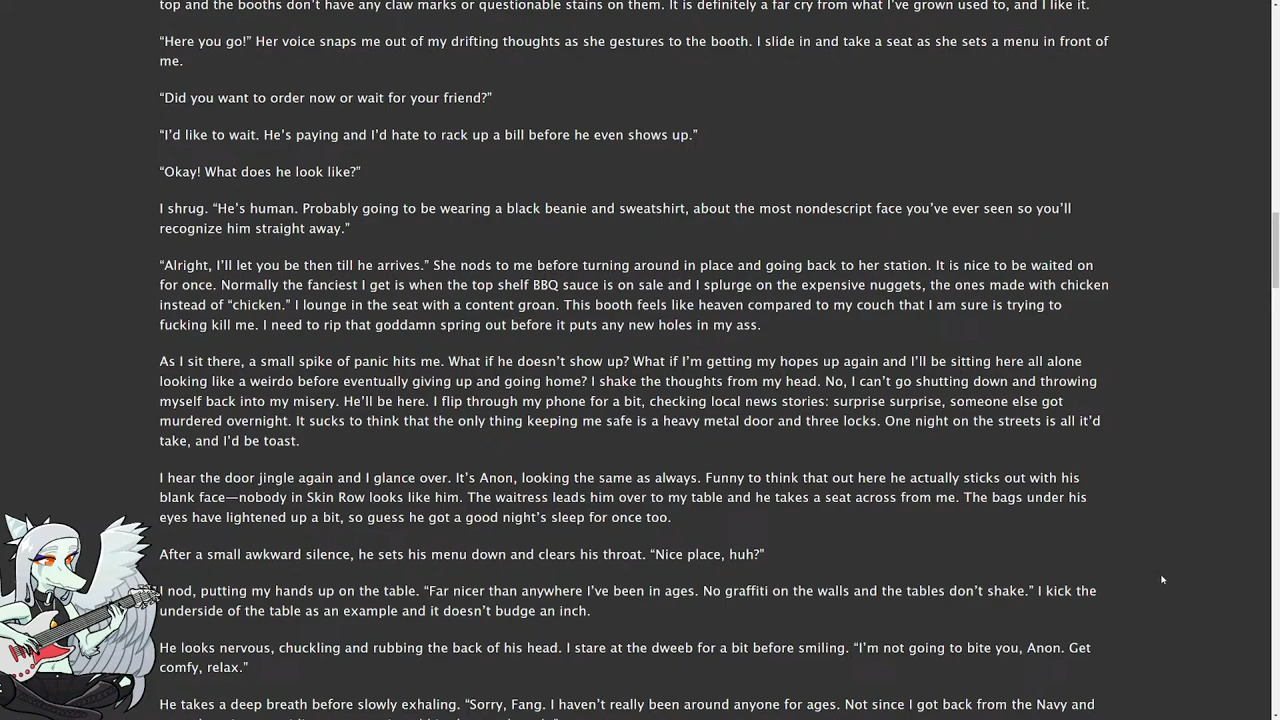 top and the booths don't have any claw marks or questionable stains on them. It is definitely a far cry from what I've grown used to, and I like it.
“Here you go!” Her voice snaps me out of my drifting thoughts as she gestures to the booth. I slide in and take a seat as she sets a menu in front of
me.
“Did you want to order now or wait for your friend?”
“I'd like to wait. He's paying and I'd hate to rack up a bill before he even shows up.”
“Okay! What does he look like?”
I shrug. “He's human. Probably going to be wearing a black beanie and sweatshirt, about the most nondescript face you've ever seen so you'll
recognize him straight away.”
“Alright, I'll let you be then till he arrives.” She nods to me before turning around in place and going back to her station. It is nice to be waited on
for once. Normally the fanciest I get is when the top shelf BBQ sauce is on sale and I splurge on the expensive nuggets, the ones made with chicken
instead of “chicken.” I lounge in the seat with a content groan. This booth feels like heaven compared to my couch that I am sure is trying to
fucking kill me. I need to rip that goddamn spring out before it puts any new holes in my ass.
As I sit there, a small spike of panic hits me. What if he doesn't show up? What if I'm getting my hopes up again and I'll be sitting here all alone
looking like a weirdo before eventually giving up and going home? I shake the thoughts from my head. No, I can't go shutting down and throwing
myself back into my misery. He'll be here. I flip through my phone for a bit, checking local news stories: surprise surprise, someone else got
murdered overnight. It sucks to think that the only thing keeping me safe is a heavy metal door and three locks. One night on the streets is all it'd
take, and I'd be toast.
I hear the door jingle again and I glance over. It's Anon, looking the same as always. Funny to think that out here he actually sticks out with his
blank face—nobody in Skin Row looks like him. The waitress leads him over to my table and he takes a seat across from me. The bags under his
eyes have lightened up a bit, so guess he got a good night's sleep for once too.
After a small awkward silence, he sets his menu down and clears his throat. “Nice place, huh?”
I nod, putting my hands up on the table. “Far nicer than anywhere I've been in ages. No graffiti on the walls and the tables don't shake.” I kick the
underside of the table as an example and it doesn't budge an inch.
He looks nervous, chuckling and rubbing the back of his head. I stare at the dweeb for a bit before smiling. “I'm not going to bite you, Anon. Get
comfy, relax.”
He takes a deep breath before slowly exhaling. “Sorry, Fang. I haven't really been around anyone for ages. Not since I got back from the Navy and